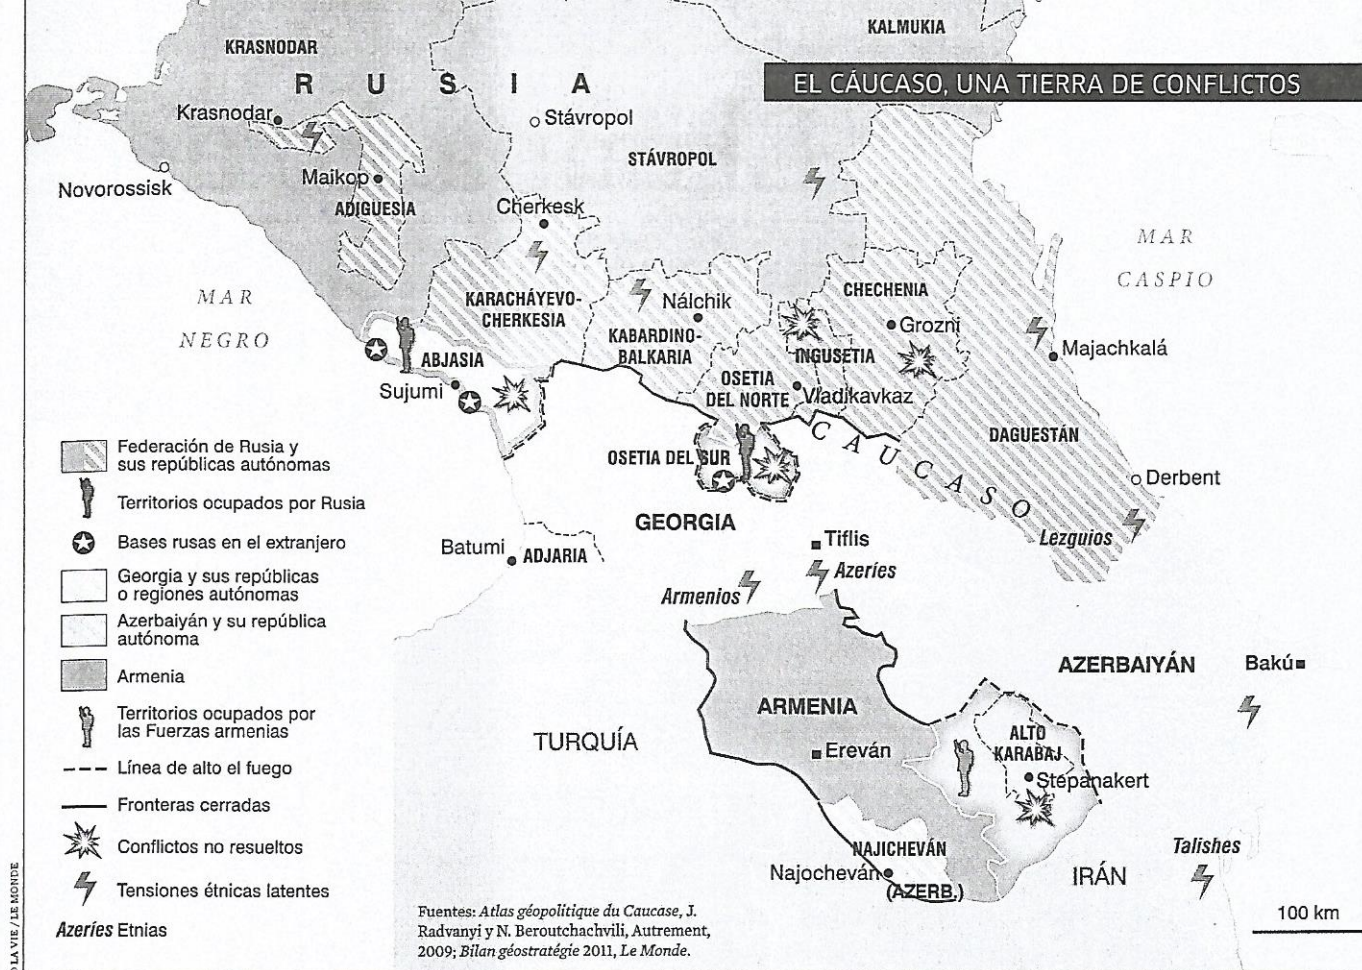 EL CÁUCASO, UNA TIERRA DE CONFLICTOS
KALMUKIA
KRASNODAR
R U S I A
Krasnodar
Stávropol
STÁVROPOL
Novorossisk
Maikop
ADIGUESIA
Cherkesk
MAR
CASPIO
MAR
NEGRO
KARACHÁYEVO-
CHERKESIA
Nálchik
KABARDINO-
BALKARIA
CHECHENIA
Grozni
INGUSETIA
Majachkalá
ABJASIA
Sujumi
OSETIA
DEL NORTE
Vladikavkaz
CAUCASO
DAGUESTÁN
Derbent
Lezguios
OSETIA DEL SUR
GEORGIA
Batumi
ADJARIA
Tiflis
Azeríes
Armenios
AZERBAIYÁN
Bakú
ARMENIA
Ereván
TURQUÍA
ALTO
KARABAJ
Stepanakert
NAJICHEVÁN
Najocheván
(AZERB.)
IRÁN
Talishes
100 km
Federación de Rusia y
sus repúblicas autónomas
Territorios ocupados por Rusia
Bases rusas en el extranjero
Georgia y sus repúblicas
o regiones autónomas
Azerbaiyán y su república
autónoma
Armenia
Territorios ocupados por
las Fuerzas armenias
Línea de alto el fuego
Fronteras cerradas
Conflictos no resueltos
Tensiones étnicas latentes
Azeríes Etnias
Fuentes: Atlas géopolitique du Caucase, J.
Radvanyi y N. Beroutchachvili, Autrement,
2009; Bilan géostratégie 2011, Le Monde.
LA VIE / LE MONDE